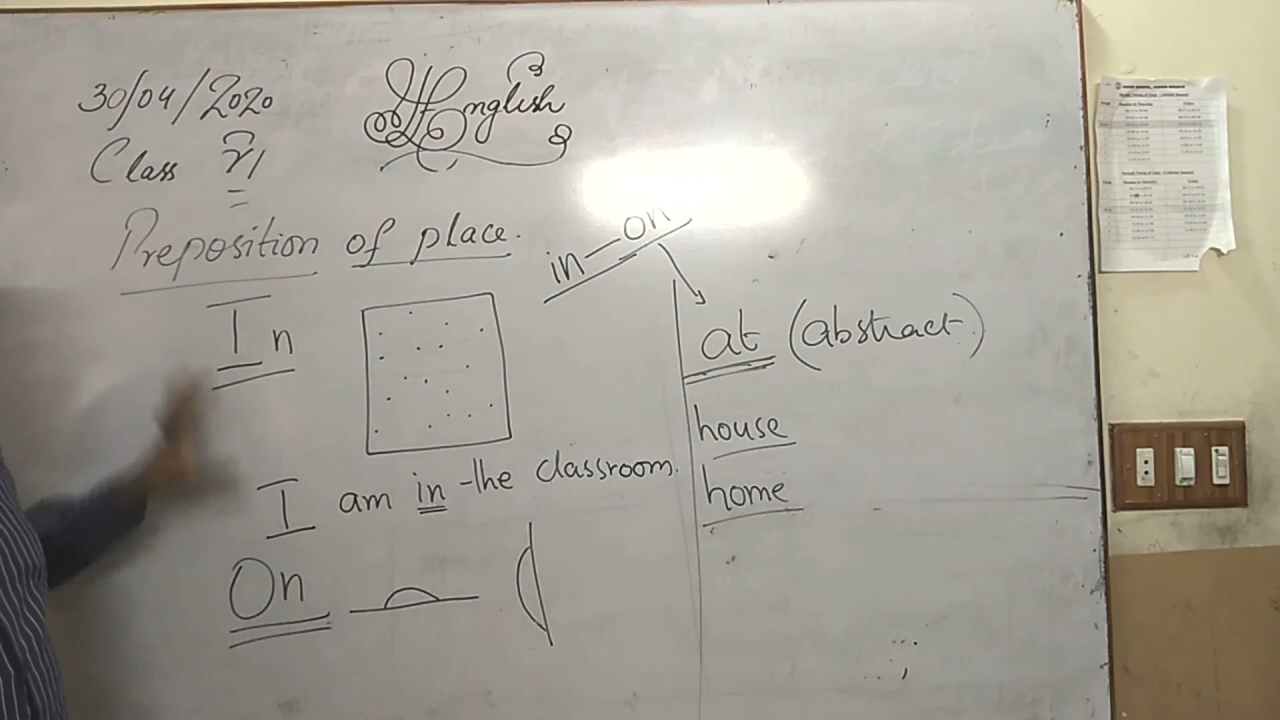 30/04/2020
English
Class VI
Preposition of place.
in on
In
at (abstract)
house
home
I am in the classroom.
On